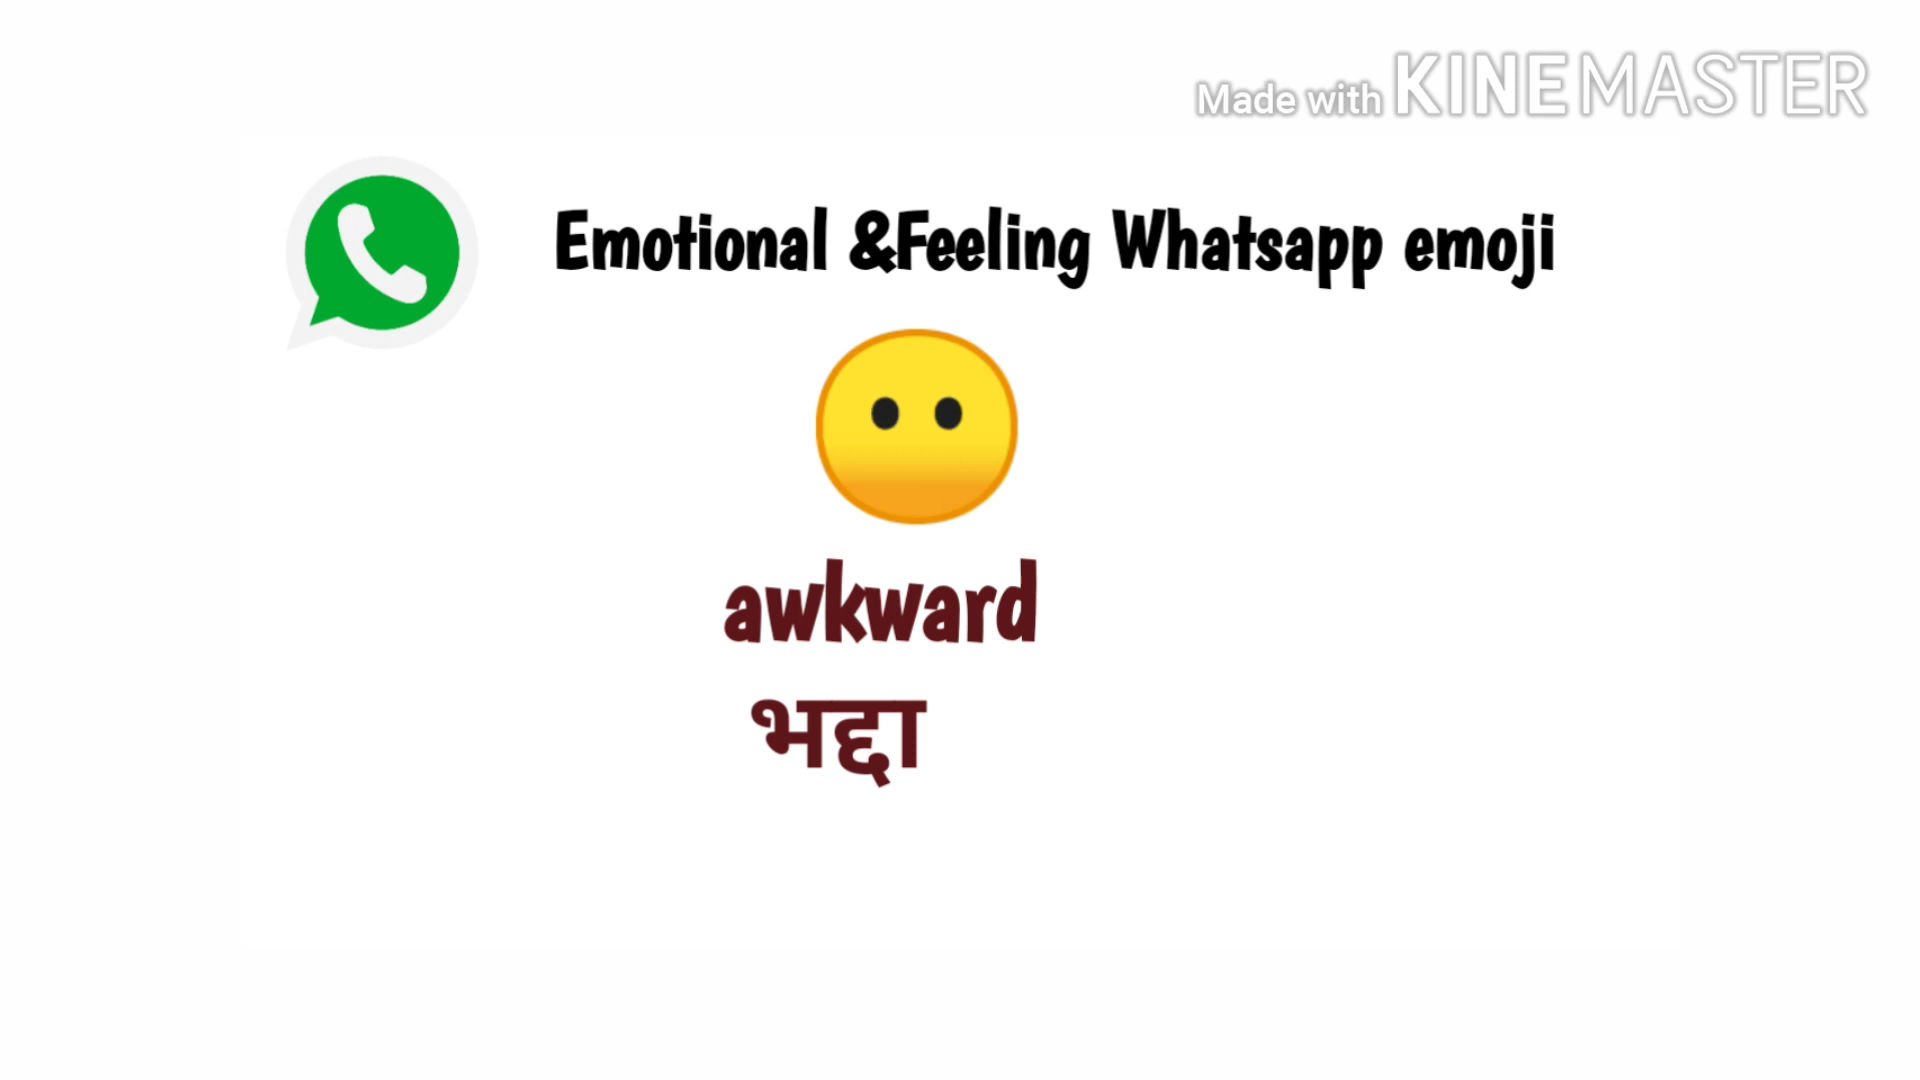 Made with KINEMASTER
Emotional &Feeling Whatsapp emoji
awkward
भद्दा